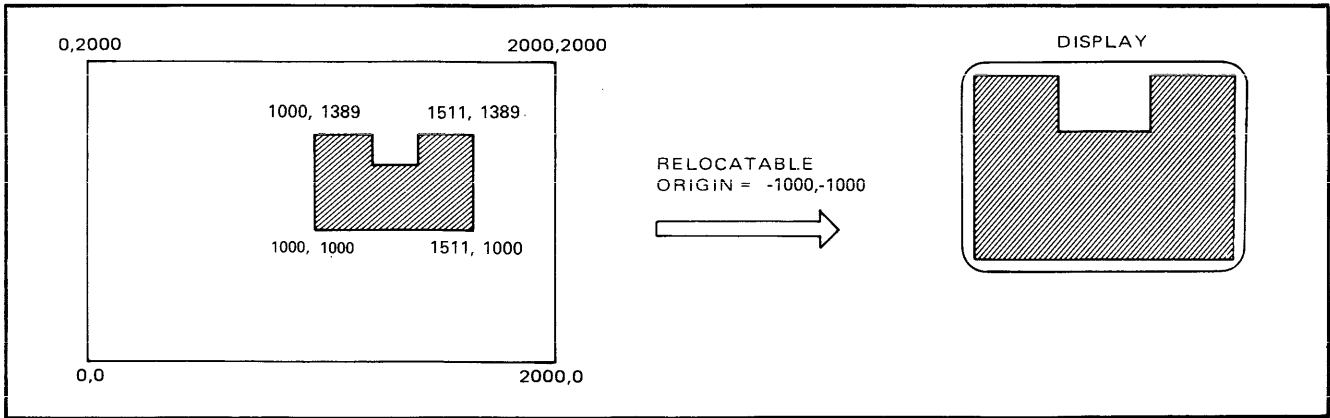 0,2000 2000,2000
1000, 1389 1511, 1389
1000, 1000 1511, 1000
0,0 2000,0
RELOCATABLE
ORIGIN = -1000,-1000
DISPLAY